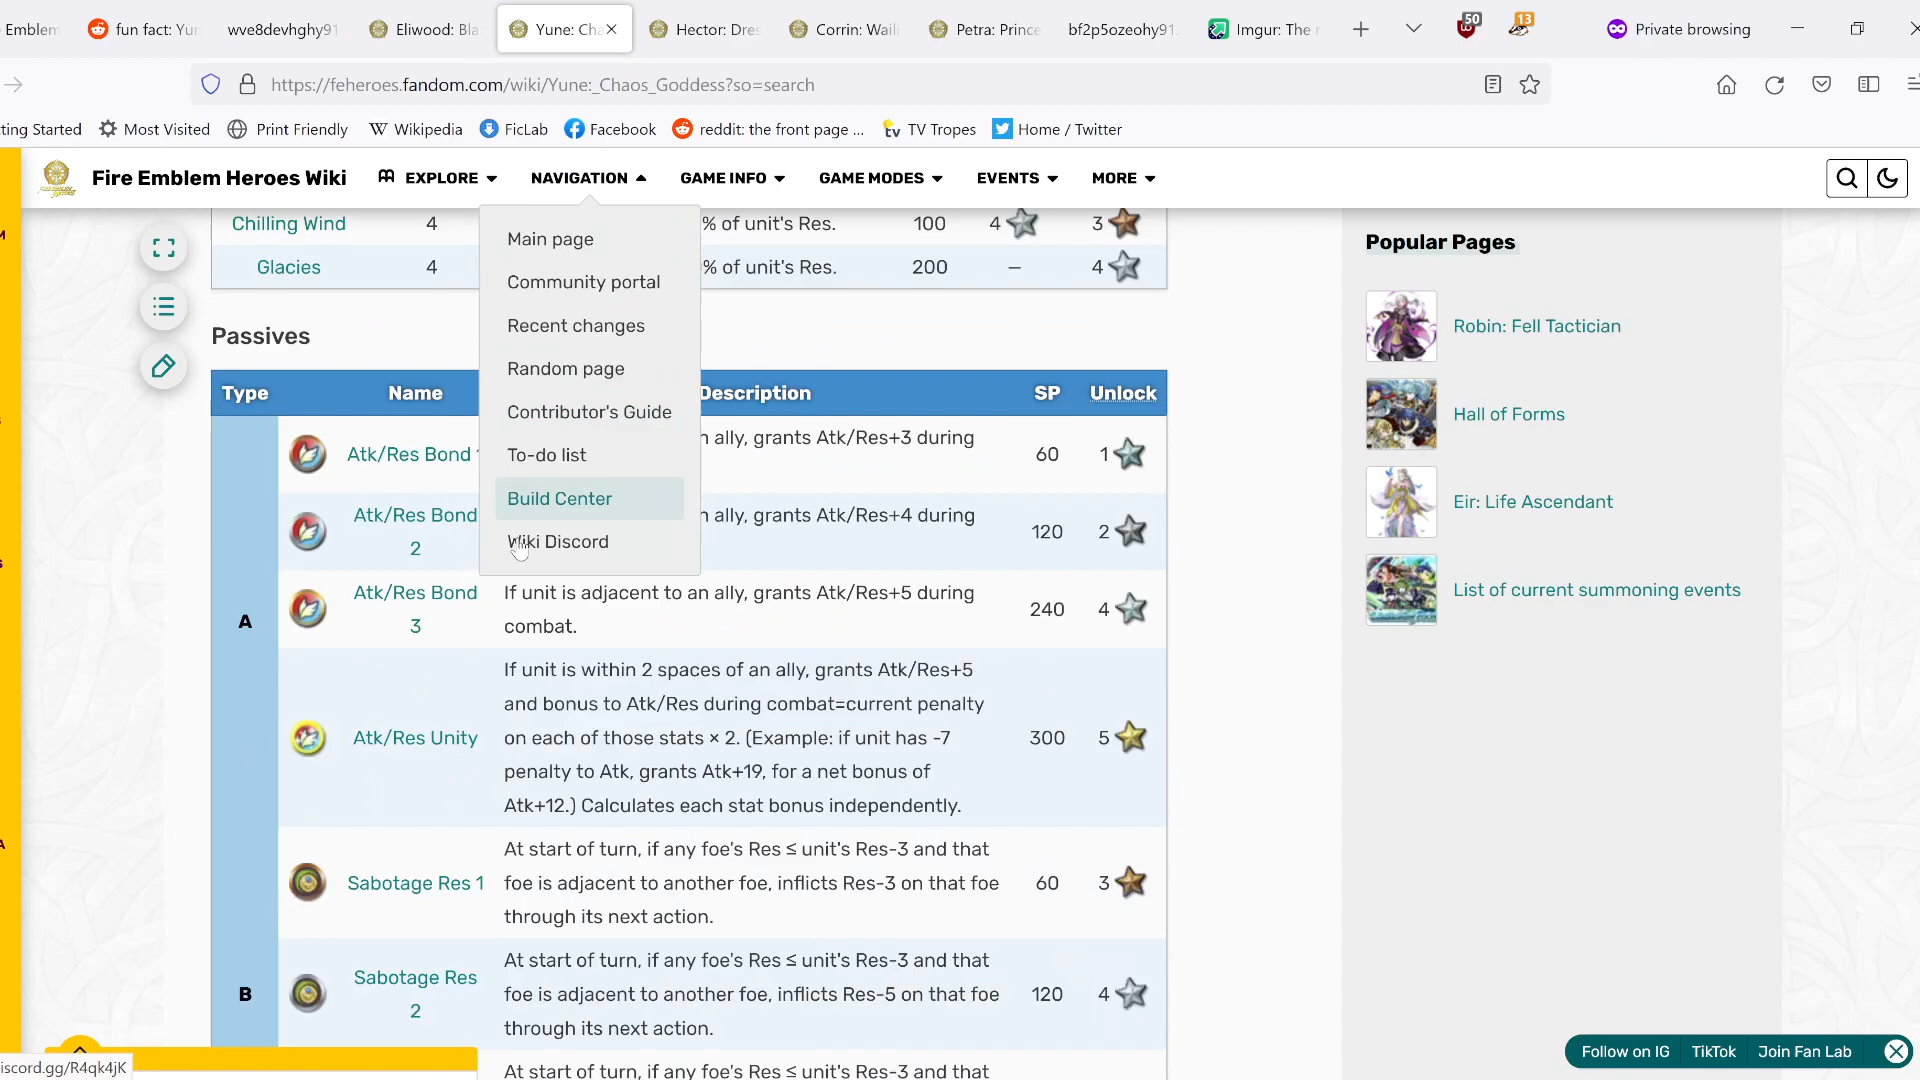 Emblem
fun fact: Yun
wve8devhghy91
Eliwood: Bla
Yune: Cha
Hector: Dres
Corrin: Waili
Petra: Prince
bf2p5ozeohy91
Imgur: The r
50
13
Private browsing
https://feheroes.fandom.com/wiki/Yune:_Chaos_Goddess?so=search
ting Started
Most Visited
Print Friendly
Wikipedia
FicLab
Facebook
reddit: the front page ...
TV Tropes
Home / Twitter
Fire Emblem Heroes Wiki
EXPLORE
NAVIGATION
GAME INFO
GAME MODES
EVENTS
MORE
Main page
Community portal
Recent changes
Random page
Contributor's Guide
To-do list
Build Center
Wiki Discord
Chilling Wind 4 % of unit's Res. 100 4 3
Glacies 4 % of unit's Res. 200 — 4
Passives
Type Name Description SP Unlock
A
Atk/Res Bond 1 n ally, grants Atk/Res+3 during 60 1
Atk/Res Bond n ally, grants Atk/Res+4 during
2 120 2
Atk/Res Bond If unit is adjacent to an ally, grants Atk/Res+5 during
3 combat. 240 4
If unit is within 2 spaces of an ally, grants Atk/Res+5
and bonus to Atk/Res during combat=current penalty
Atk/Res Unity on each of those stats × 2. (Example: if unit has -7 300 5
penalty to Atk, grants Atk+19, for a net bonus of
Atk+12.) Calculates each stat bonus independently.
B
At start of turn, if any foe's Res ≤ unit's Res-3 and that
Sabotage Res 1 foe is adjacent to another foe, inflicts Res-3 on that foe 60 3
through its next action.
At start of turn, if any foe's Res ≤ unit's Res-3 and that
Sabotage Res foe is adjacent to another foe, inflicts Res-5 on that foe 120 4
2 through its next action.
At start of turn, if any foe's Res ≤ unit's Res-3 and that
Popular Pages
Robin: Fell Tactician
Hall of Forms
Eir: Life Ascendant
List of current summoning events
Follow on IG
TikTok
Join Fan Lab
iscord.gg/R4qk4jK